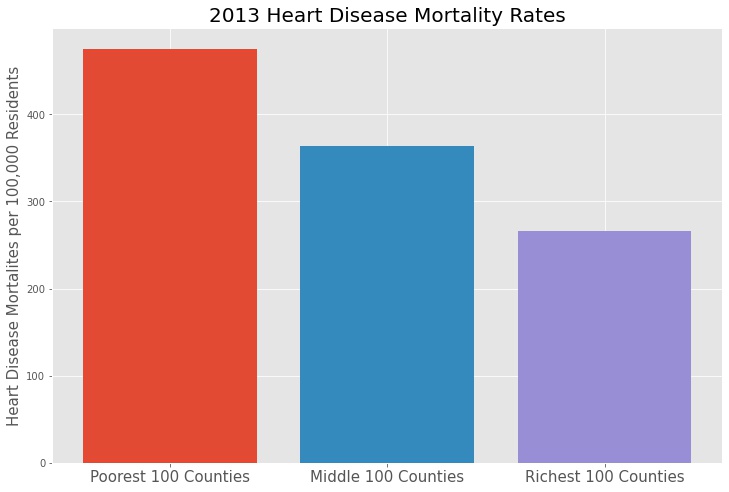 2013 Heart Disease Mortality Rates
Heart Disease Mortalites per 100,000 Residents
400
300
200
100
0
Poorest 100 Counties
Middle 100 Counties
Richest 100 Counties